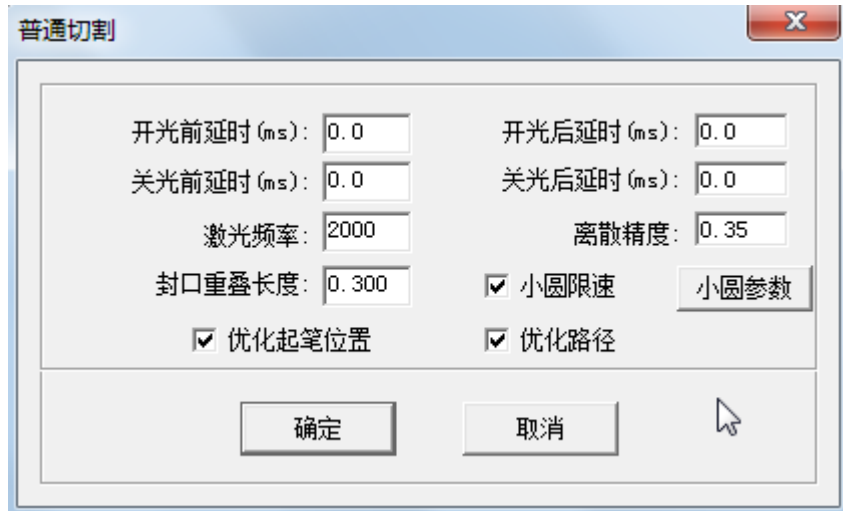 普通切割
开光前延时(ms): 0.0 开光后延时(ms): 0.0
关光前延时(ms): 0.0 关光后延时(ms): 0.0
激光频率: 2000 离散精度: 0.35
封口重叠长度: 0.300 小圆限速 小圆参数
优化起笔位置 优化路径
确定 取消